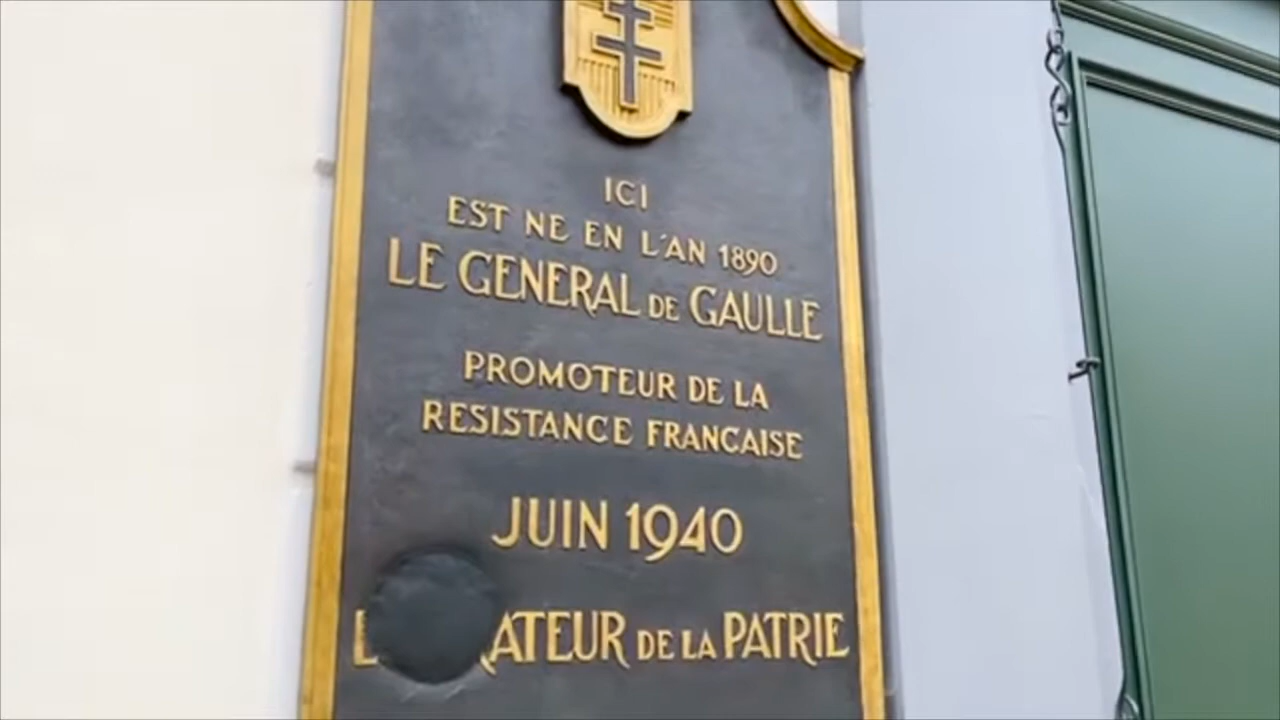 ICI
EST NE EN L'AN 1890
LE GENERAL DE GAULLE
PROMOTEUR DE LA
RESISTANCE FRANCAISE
JUIN 1940
DE LA PATRIE